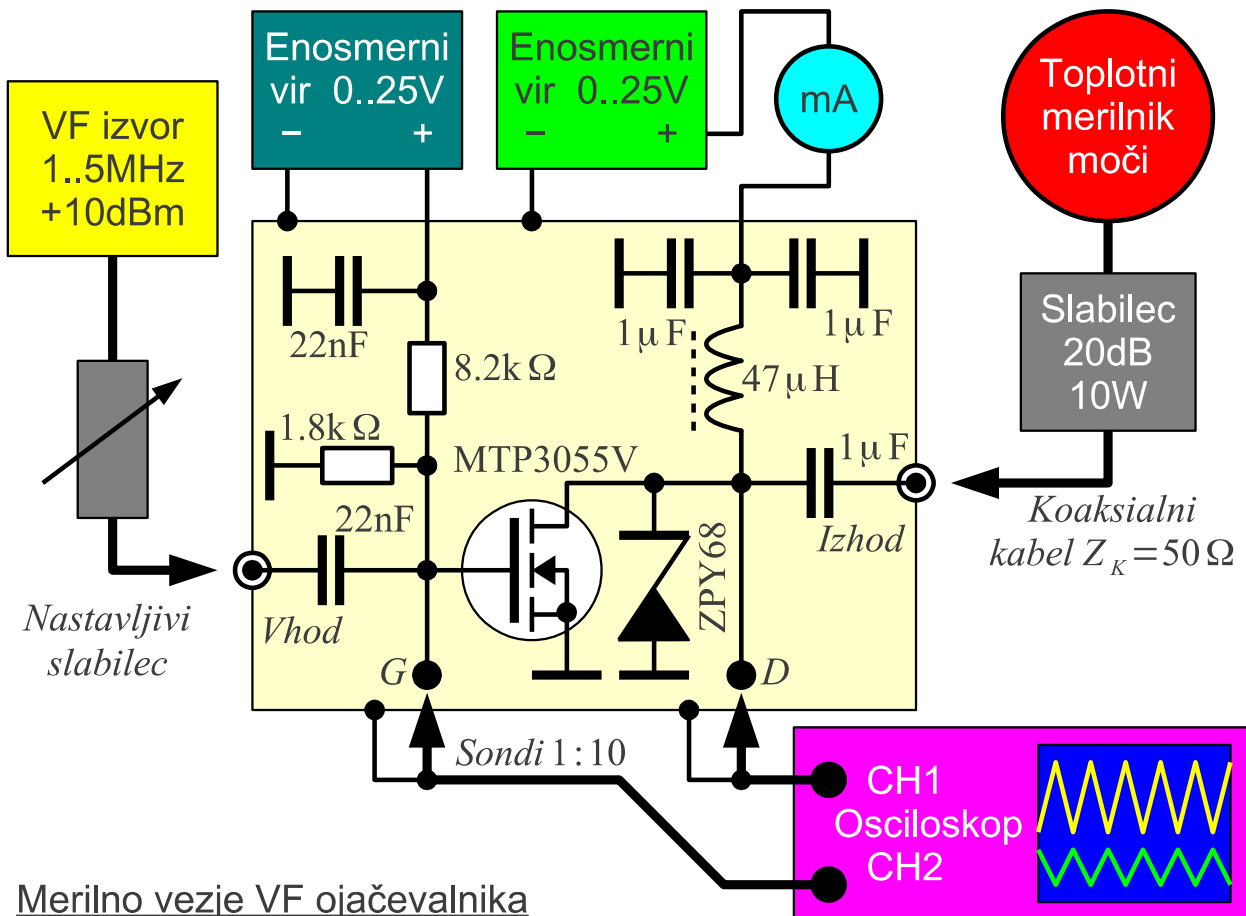 Enosmerni
vir 0..25V
− +
Enosmerni
vir 0..25V
− +
mA
Toplotni
merilnik
moči
VF izvor
1..5MHz
+10dBm
22nF
8.2k Ω
1.8k Ω
22nF
1μF
1μF
47μH
1μF
MTP3055V
ZPY68
Slabilec
20dB
10W
Izhod
Koaksialni
kabel Z_K=50Ω
Nastavljivi
slabilec
Vhod
G
D
Sondi 1:10
CH1
Osciloskop
CH2
Merilno vezje VF ojačevalnika